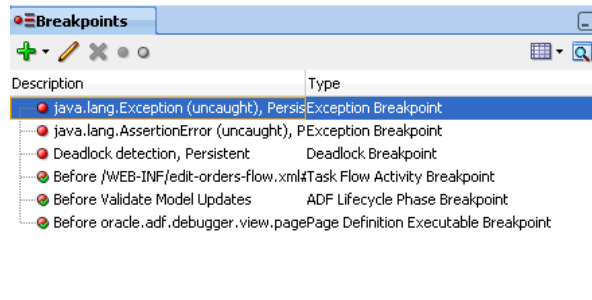 Breakpoints
Description Type
java.lang.Exception (uncaught), Persis Exception Breakpoint
java.lang.AssertionError (uncaught), P Exception Breakpoint
Deadlock detection, Persistent Deadlock Breakpoint
Before /WEB-INF/edit-orders-flow.xml# Task Flow Activity Breakpoint
Before Validate Model Updates ADF Lifecycle Phase Breakpoint
Before oracle.adf.debugger.view.page Page Definition Executable Breakpoint